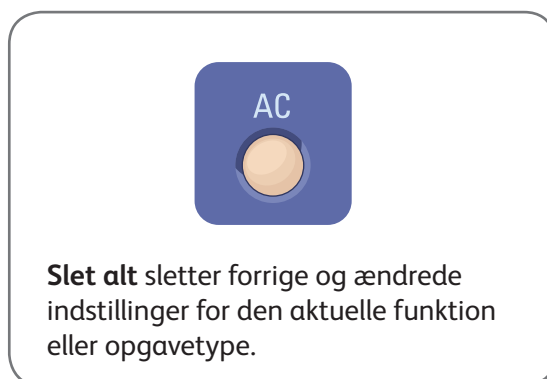 AC
Slet alt sletter forrige og ændrede
indstillinger for den aktuelle funktion
eller opgavetype.